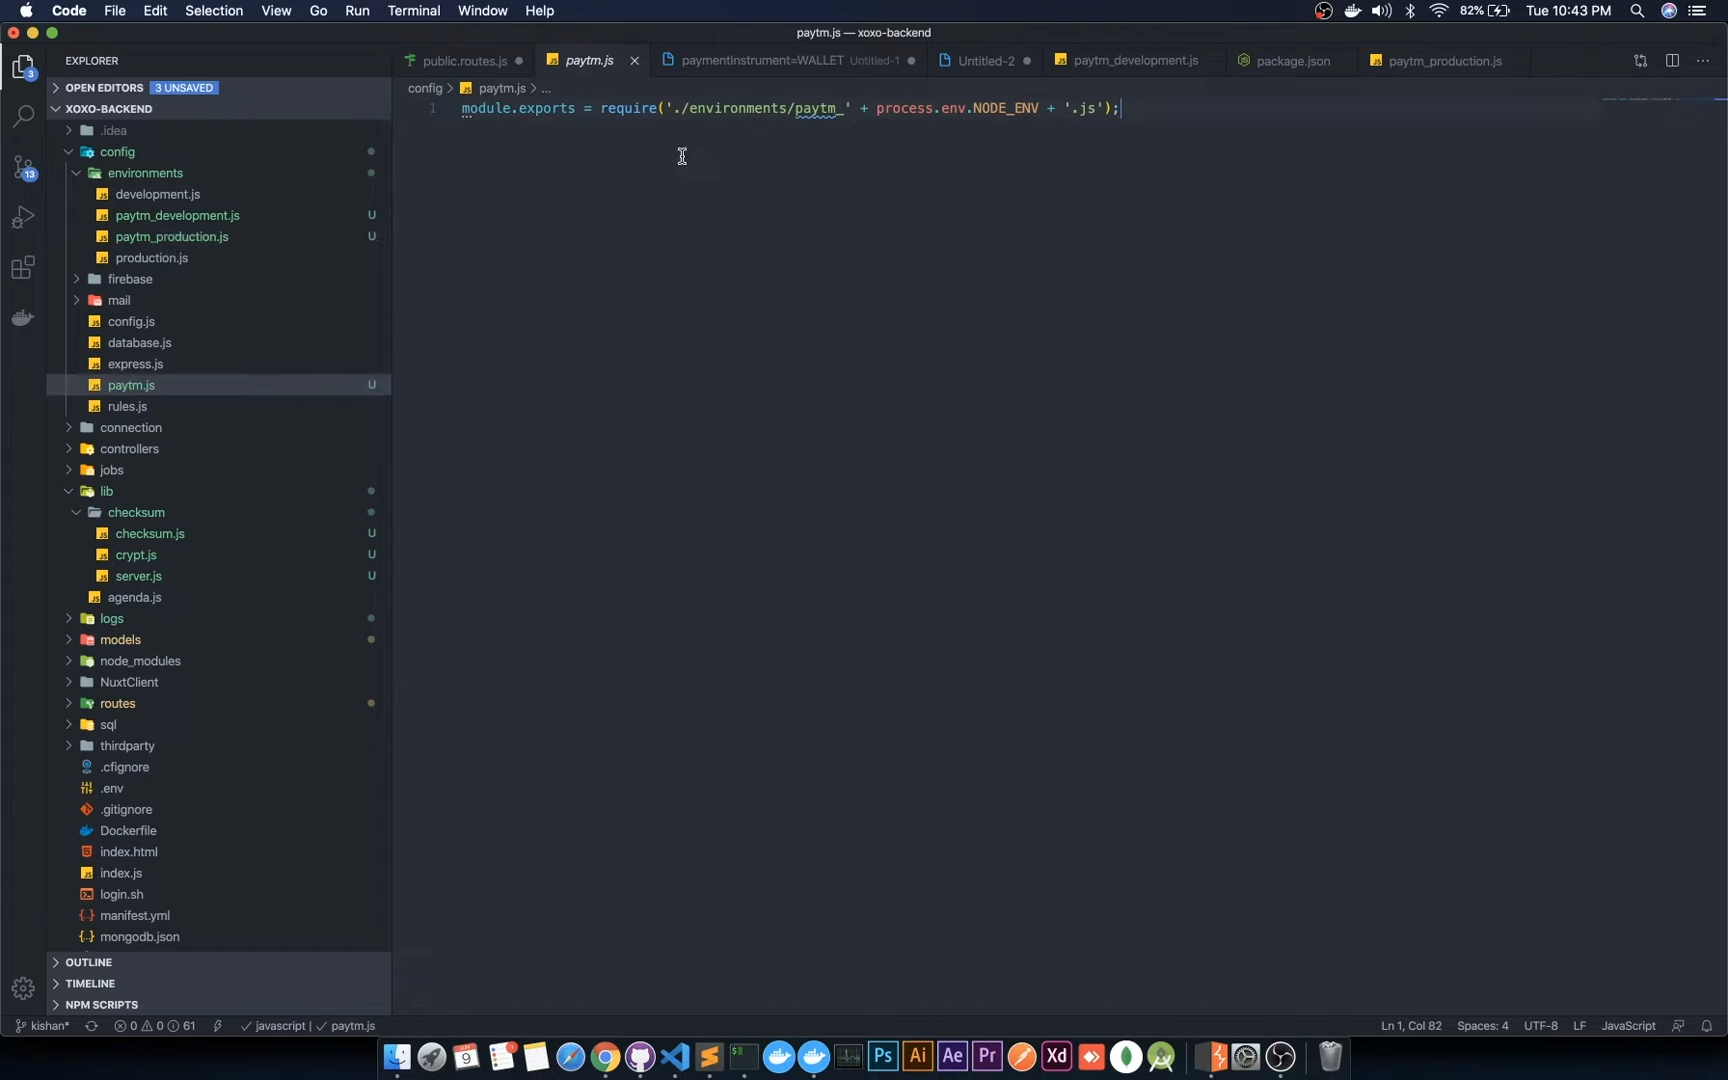 Code File Edit Selection View Go Run Terminal Window Help 82% Tue 10:43 PM
paytm.js — xoxo-backend
EXPLORER
public.routes.js paytm.js paymentInstrument=WALLET Untitled-1 Untitled-2 paytm_development.js package.json paytm_production.js
OPEN EDITORS 3 UNSAVED
config > paytm.js > ...
XOXO-BACKEND
1 module.exports = require('./environments/paytm_' + process.env.NODE_ENV + '.js');
.idea
config
environments
development.js
paytm_development.js U
paytm_production.js U
production.js
firebase
mail
config.js
database.js
express.js
paytm.js U
rules.js
connection
controllers
jobs
lib
checksum
checksum.js U
crypt.js U
server.js U
agenda.js
logs
models
node_modules
NuxtClient
routes
sql
thirdparty
.cfignore
.env
.gitignore
Dockerfile
index.html
index.js
login.sh
manifest.yml
mongodb.json
OUTLINE
TIMELINE
NPM SCRIPTS
3
13
kishan* 0 0 61 javascript | paytm.js Ln 1, Col 82 Spaces: 4 UTF-8 LF JavaScript
9 1 Ps Ai Ae Pr Xd